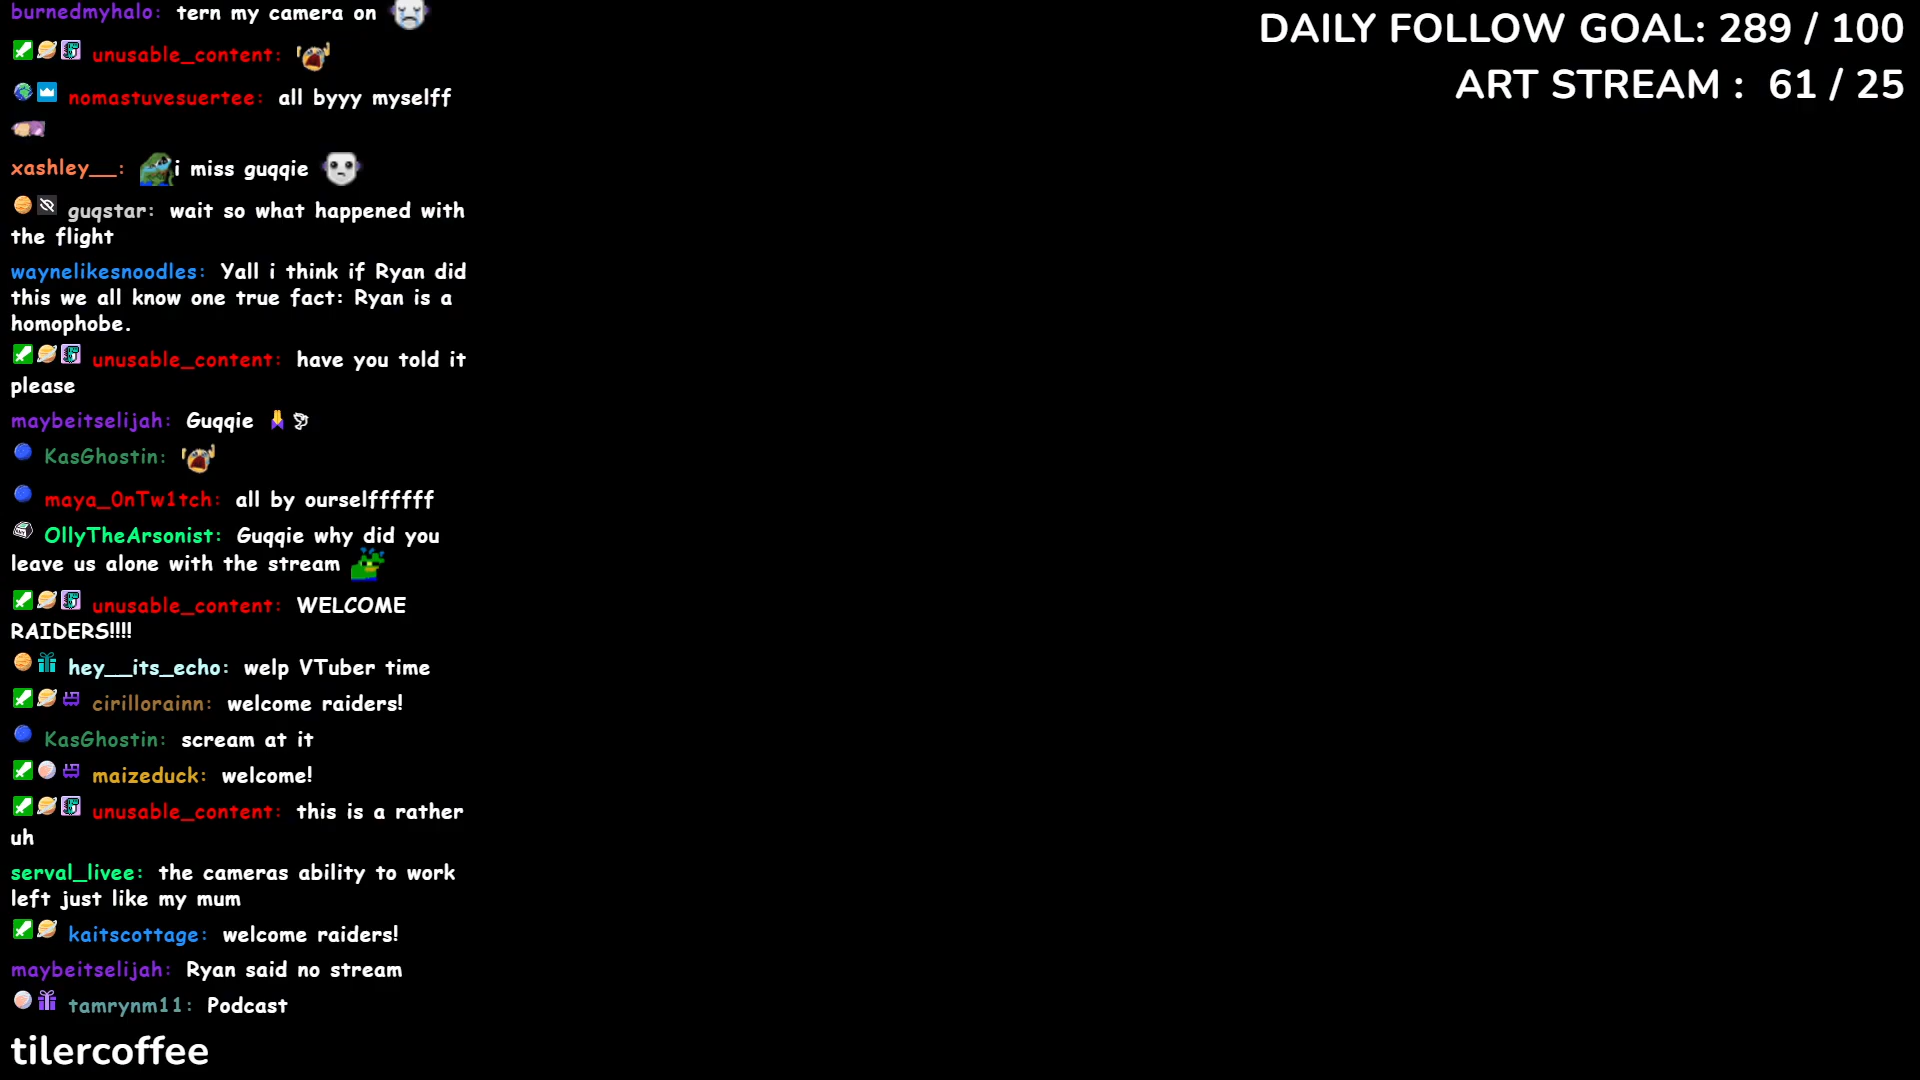 burnedmyhalo: tern my camera on
unusable_content:
nomastuvesuertee: all byyy myselff
xashley__: i miss guqqie
guqstar: wait so what happened with
the flight
waynelikesnoodles: Yall i think if Ryan did
this we all know one true fact: Ryan is a
homophobe.
unusable_content: have you told it
please
maybeitselijah: Guqqie
KasGhostin:
maya_0nTw1tch: all by ourselffffff
OllyTheArsonist: Guqqie why did you
leave us alone with the stream
unusable_content: WELCOME
RAIDERS!!!!
hey__its_echo: welp VTuber time
cirillorainn: welcome raiders!
KasGhostin: scream at it
maizeduck: welcome!
unusable_content: this is a rather
uh
serval_livee: the cameras ability to work
left just like my mum
kaitscottage: welcome raiders!
maybeitselijah: Ryan said no stream
tamrynm11: Podcast
tilercoffee
DAILY FOLLOW GOAL: 289 / 100
ART STREAM : 61 / 25